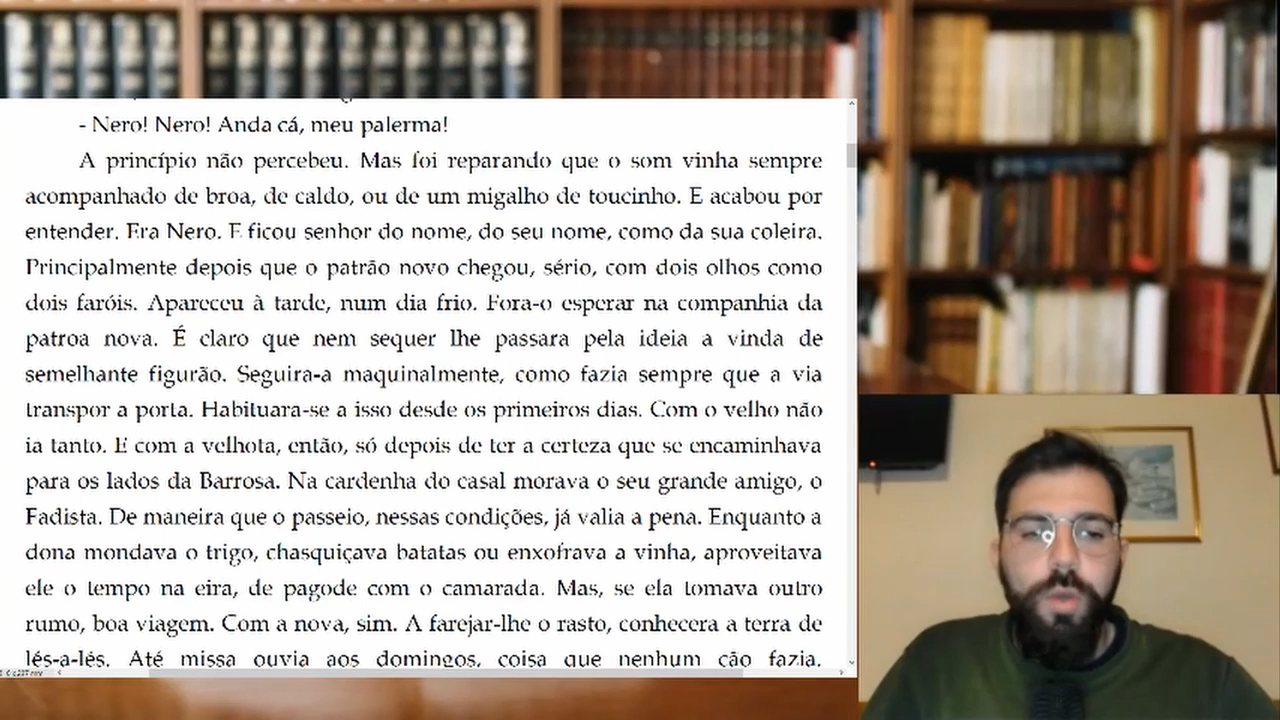 - Nero! Nero! Anda cá, meu palerma!
A princípio não percebeu. Mas foi reparando que o som vinha sempre
acompanhado de broa, de caldo, ou de um migalho de toucinho. E acabou por
entender. Era Nero. E ficou senhor do nome, do seu nome, como da sua coleira.
Principalmente depois que o patrão novo chegou, sério, com dois olhos como
dois faróis. Apareceu à tarde, num dia frio. Fora-o esperar na companhia da
patroa nova. É claro que nem sequer lhe passara pela ideia a vinda de
semelhante figurão. Seguira-a maquinalmente, como fazia sempre que a via
transpor a porta. Habituara-se a isso desde os primeiros dias. Com o velho não
ia tanto. E com a velhota, então, só depois de ter a certeza que se encaminhava
para os lados da Barrosa. Na cardenha do casal morava o seu grande amigo, o
Fadista. De maneira que o passeio, nessas condições, já valia a pena. Enquanto a
dona mondava o trigo, chasquiçava batatas ou enxofrava a vinha, aproveitava
ele o tempo na eira, de pagode com o camarada. Mas, se ela tomava outro
rumo, boa viagem. Com a nova, sim. A farejar-lhe o rasto, conhecera a terra de
lés-a-lés. Até missa ouvia aos domingos, coisa que nenhum cão fazia.